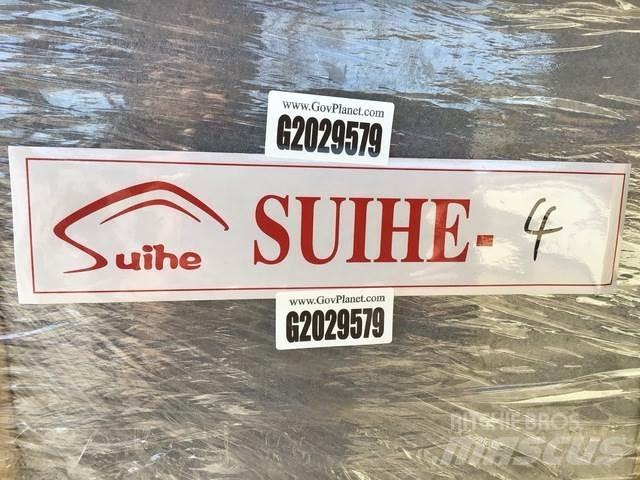 www.GovPlanet.com
G2029579
Suihe SUIHE- 4
www.GovPlanet.com
G2029579
RITCHIE BROS.
MASCUS